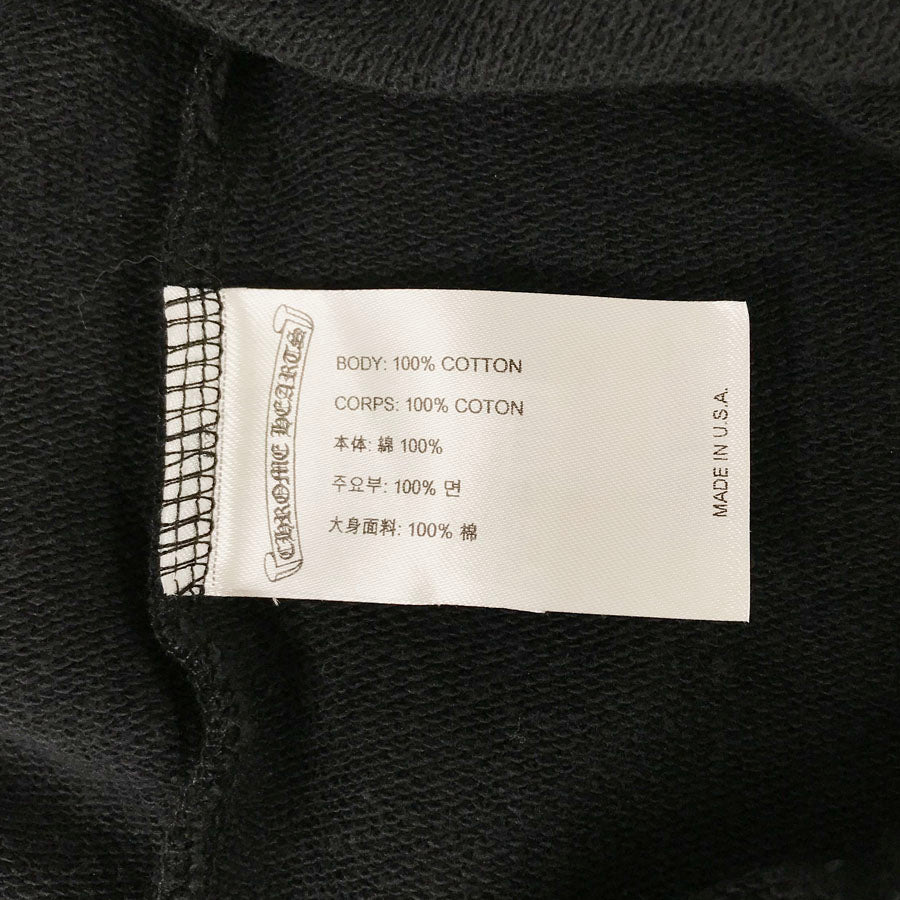 CHROME HEARTS
BODY: 100% COTTON
CORPS: 100% COTON
本体: 綿 100%
주요부: 100% 면
大身面料: 100% 棉
MADE IN U.S.A.